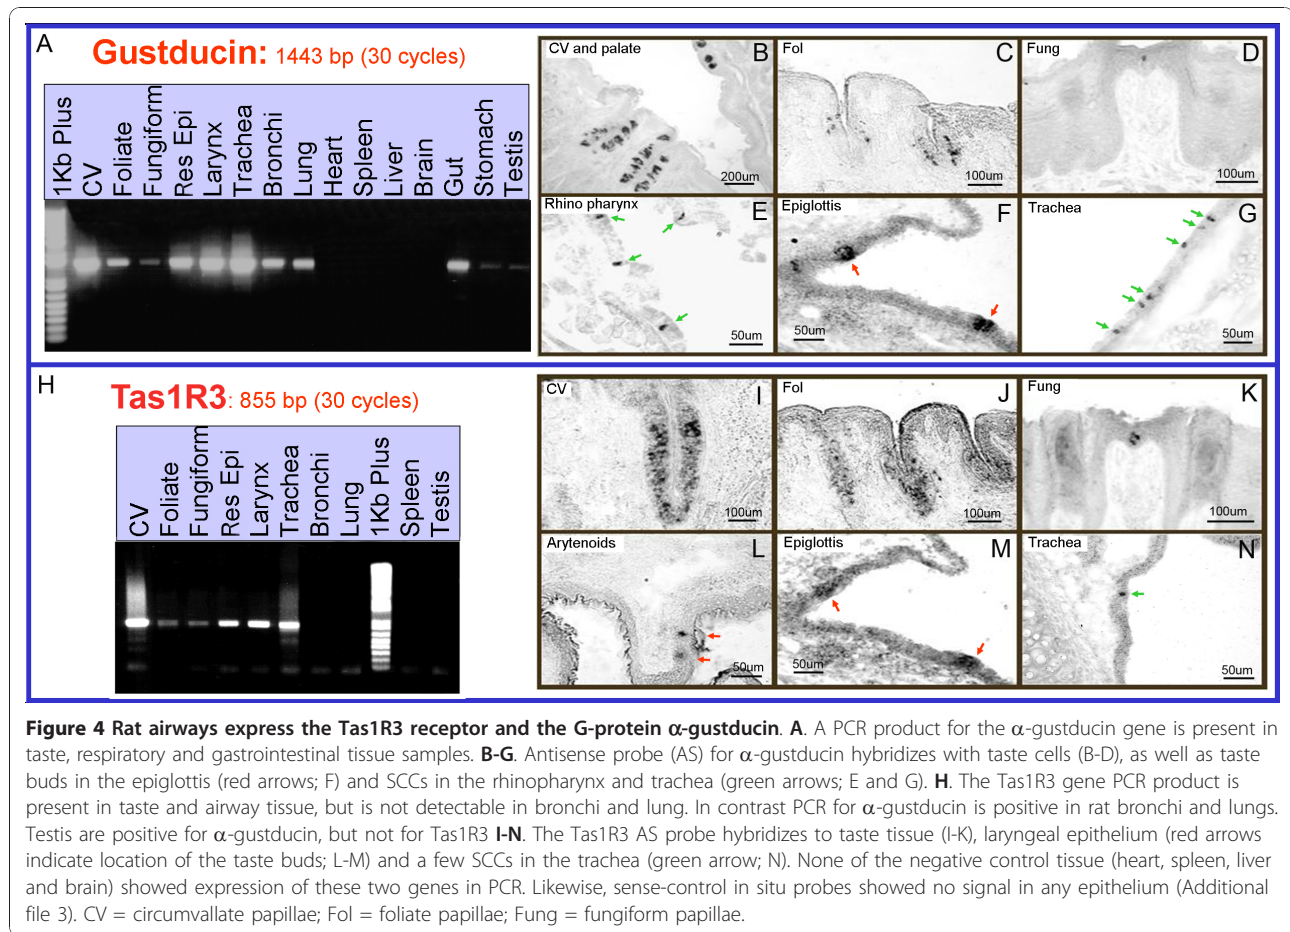 A
Gustducin: 1443 bp (30 cycles)
1Kb Plus
CV
Foliate
Fungiform
Res Epi
Larynx
Trachea
Bronchi
Lung
Heart
Spleen
Liver
Brain
Gut
Stomach
Testis
CV and palate
B
200um
Fol
C
100um
Fung
D
100um
Rhino pharynx
E
50um
Epiglottis
F
50um
Trachea
G
50um
H
Tas1R3: 855 bp (30 cycles)
CV
Foliate
Fungiform
Res Epi
Larynx
Trachea
Bronchi
Lung
1Kb Plus
Spleen
Testis
CV
I
100um
Fol
J
100um
Fung
K
100um
Arytenoids
L
50um
Epiglottis
M
50um
Trachea
N
50um
Figure 4 Rat airways express the Tas1R3 receptor and the G-protein α-gustducin. A. A PCR product for the α-gustducin gene is present in
taste, respiratory and gastrointestinal tissue samples. B-G. Antisense probe (AS) for α-gustducin hybridizes with taste cells (B-D), as well as taste
buds in the epiglottis (red arrows; F) and SCCs in the rhinopharynx and trachea (green arrows; E and G). H. The Tas1R3 gene PCR product is
present in taste and airway tissue, but is not detectable in bronchi and lung. In contrast PCR for α-gustducin is positive in rat bronchi and lungs.
Testis are positive for α-gustducin, but not for Tas1R3 I-N. The Tas1R3 AS probe hybridizes to taste tissue (I-K), laryngeal epithelium (red arrows
indicate location of the taste buds; L-M) and a few SCCs in the trachea (green arrow; N). None of the negative control tissue (heart, spleen, liver
and brain) showed expression of these two genes in PCR. Likewise, sense-control in situ probes showed no signal in any epithelium (Additional
file 3). CV = circumvallate papillae; Fol = foliate papillae; Fung = fungiform papillae.